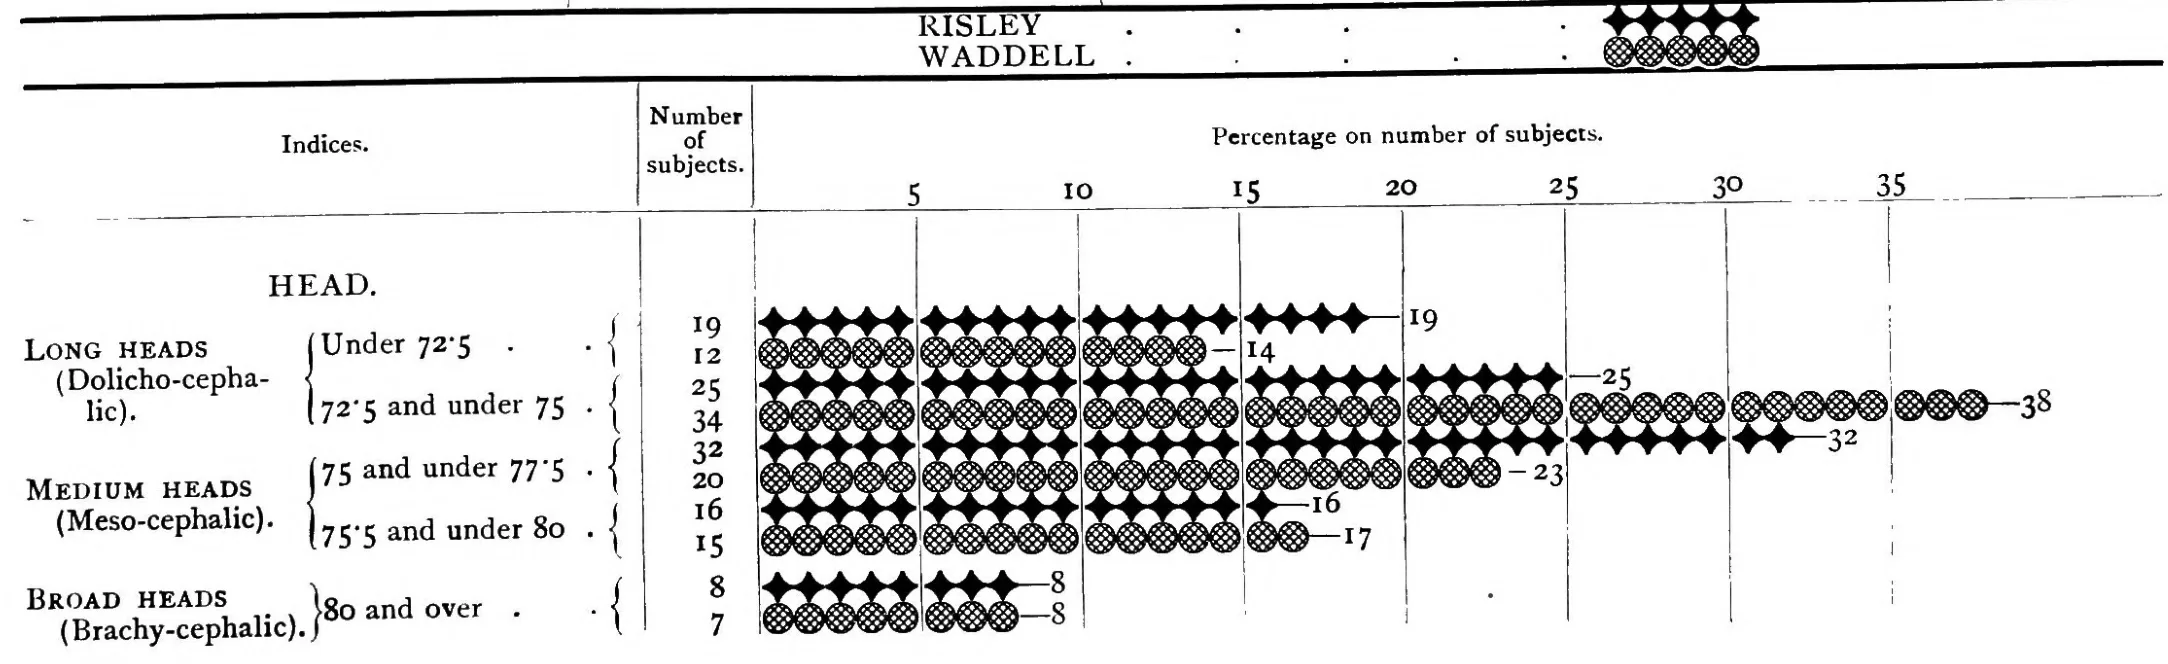 RISLEY . . . .
WADDELL . . . . .
Indices.
Number
of
subjects.
Percentage on number of subjects.
5 10 15 20 25 30 35
HEAD.
LONG HEADS
(Dolicho-cepha-
lic).
Under 72·5 . .
19 19
12 14
72·5 and under 75 .
25 25
34 38
MEDIUM HEADS
(Meso-cephalic).
75 and under 77·5 .
32 32
20 23
75·5 and under 80 .
16 16
15 17
BROAD HEADS
(Brachy-cephalic).
80 and over . .
8 8
7 8